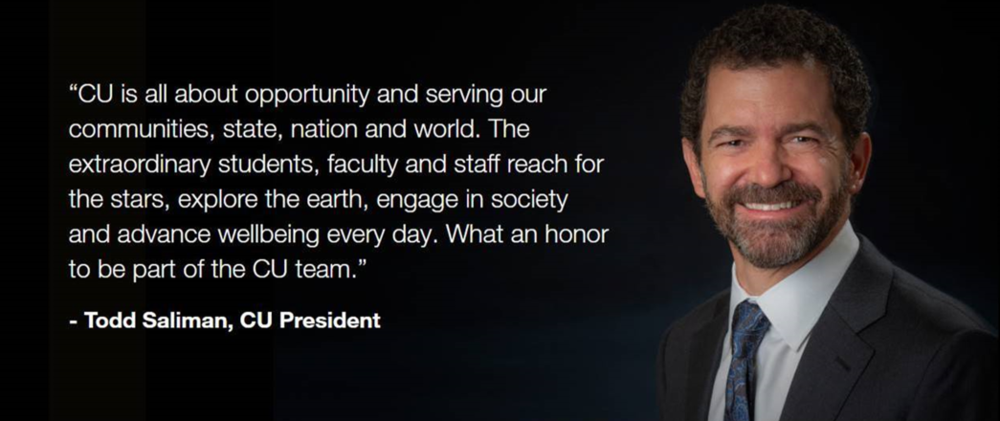 “CU is all about opportunity and serving our
communities, state, nation and world. The
extraordinary students, faculty and staff reach for
the stars, explore the earth, engage in society
and advance wellbeing every day. What an honor
to be part of the CU team.”
- Todd Saliman, CU President